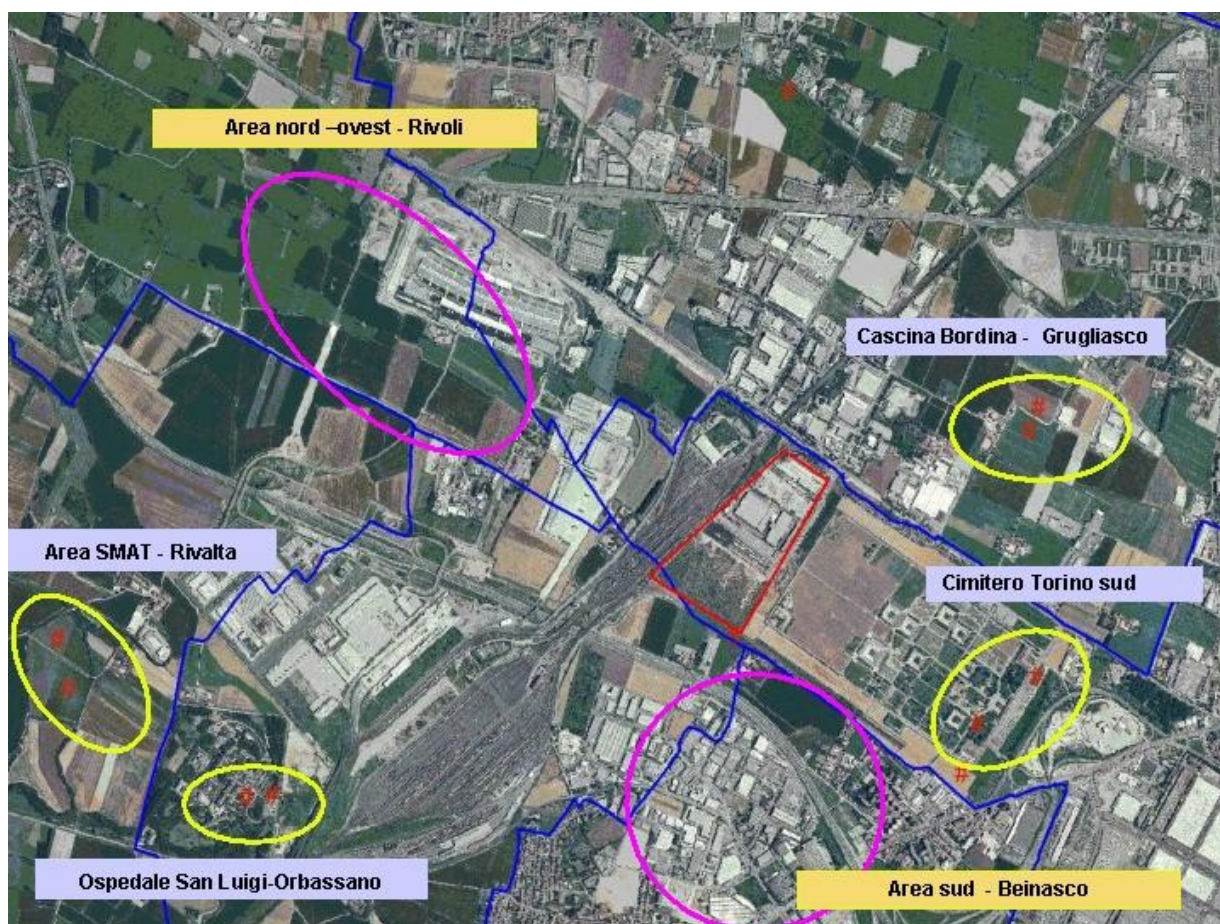 Area nord –ovest - Rivoli
Cascina Bordina - Grugliasco
Area SMAT - Rivalta
Cimitero Torino sud
Ospedale San Luigi-Orbassano
Area sud - Beinasco